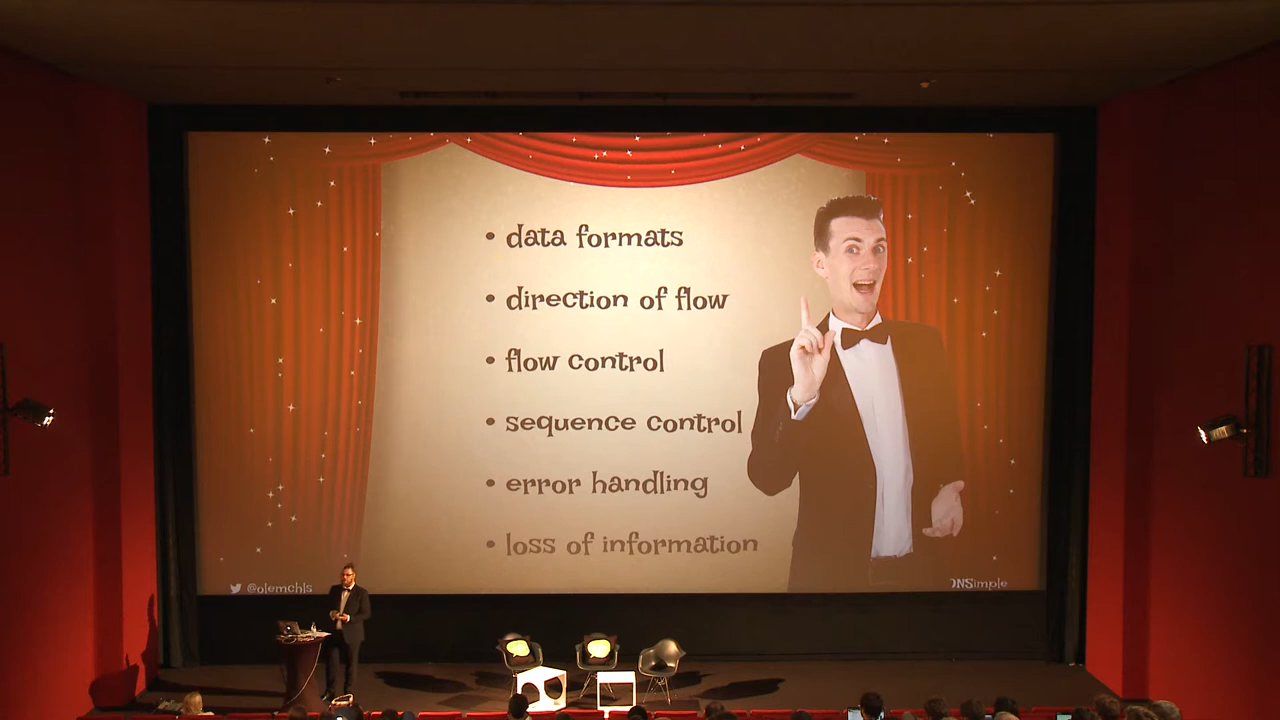 • data formats
• direction of flow
• flow control
• sequence control
• error handling
• loss of information
@olemchls
DNSimple